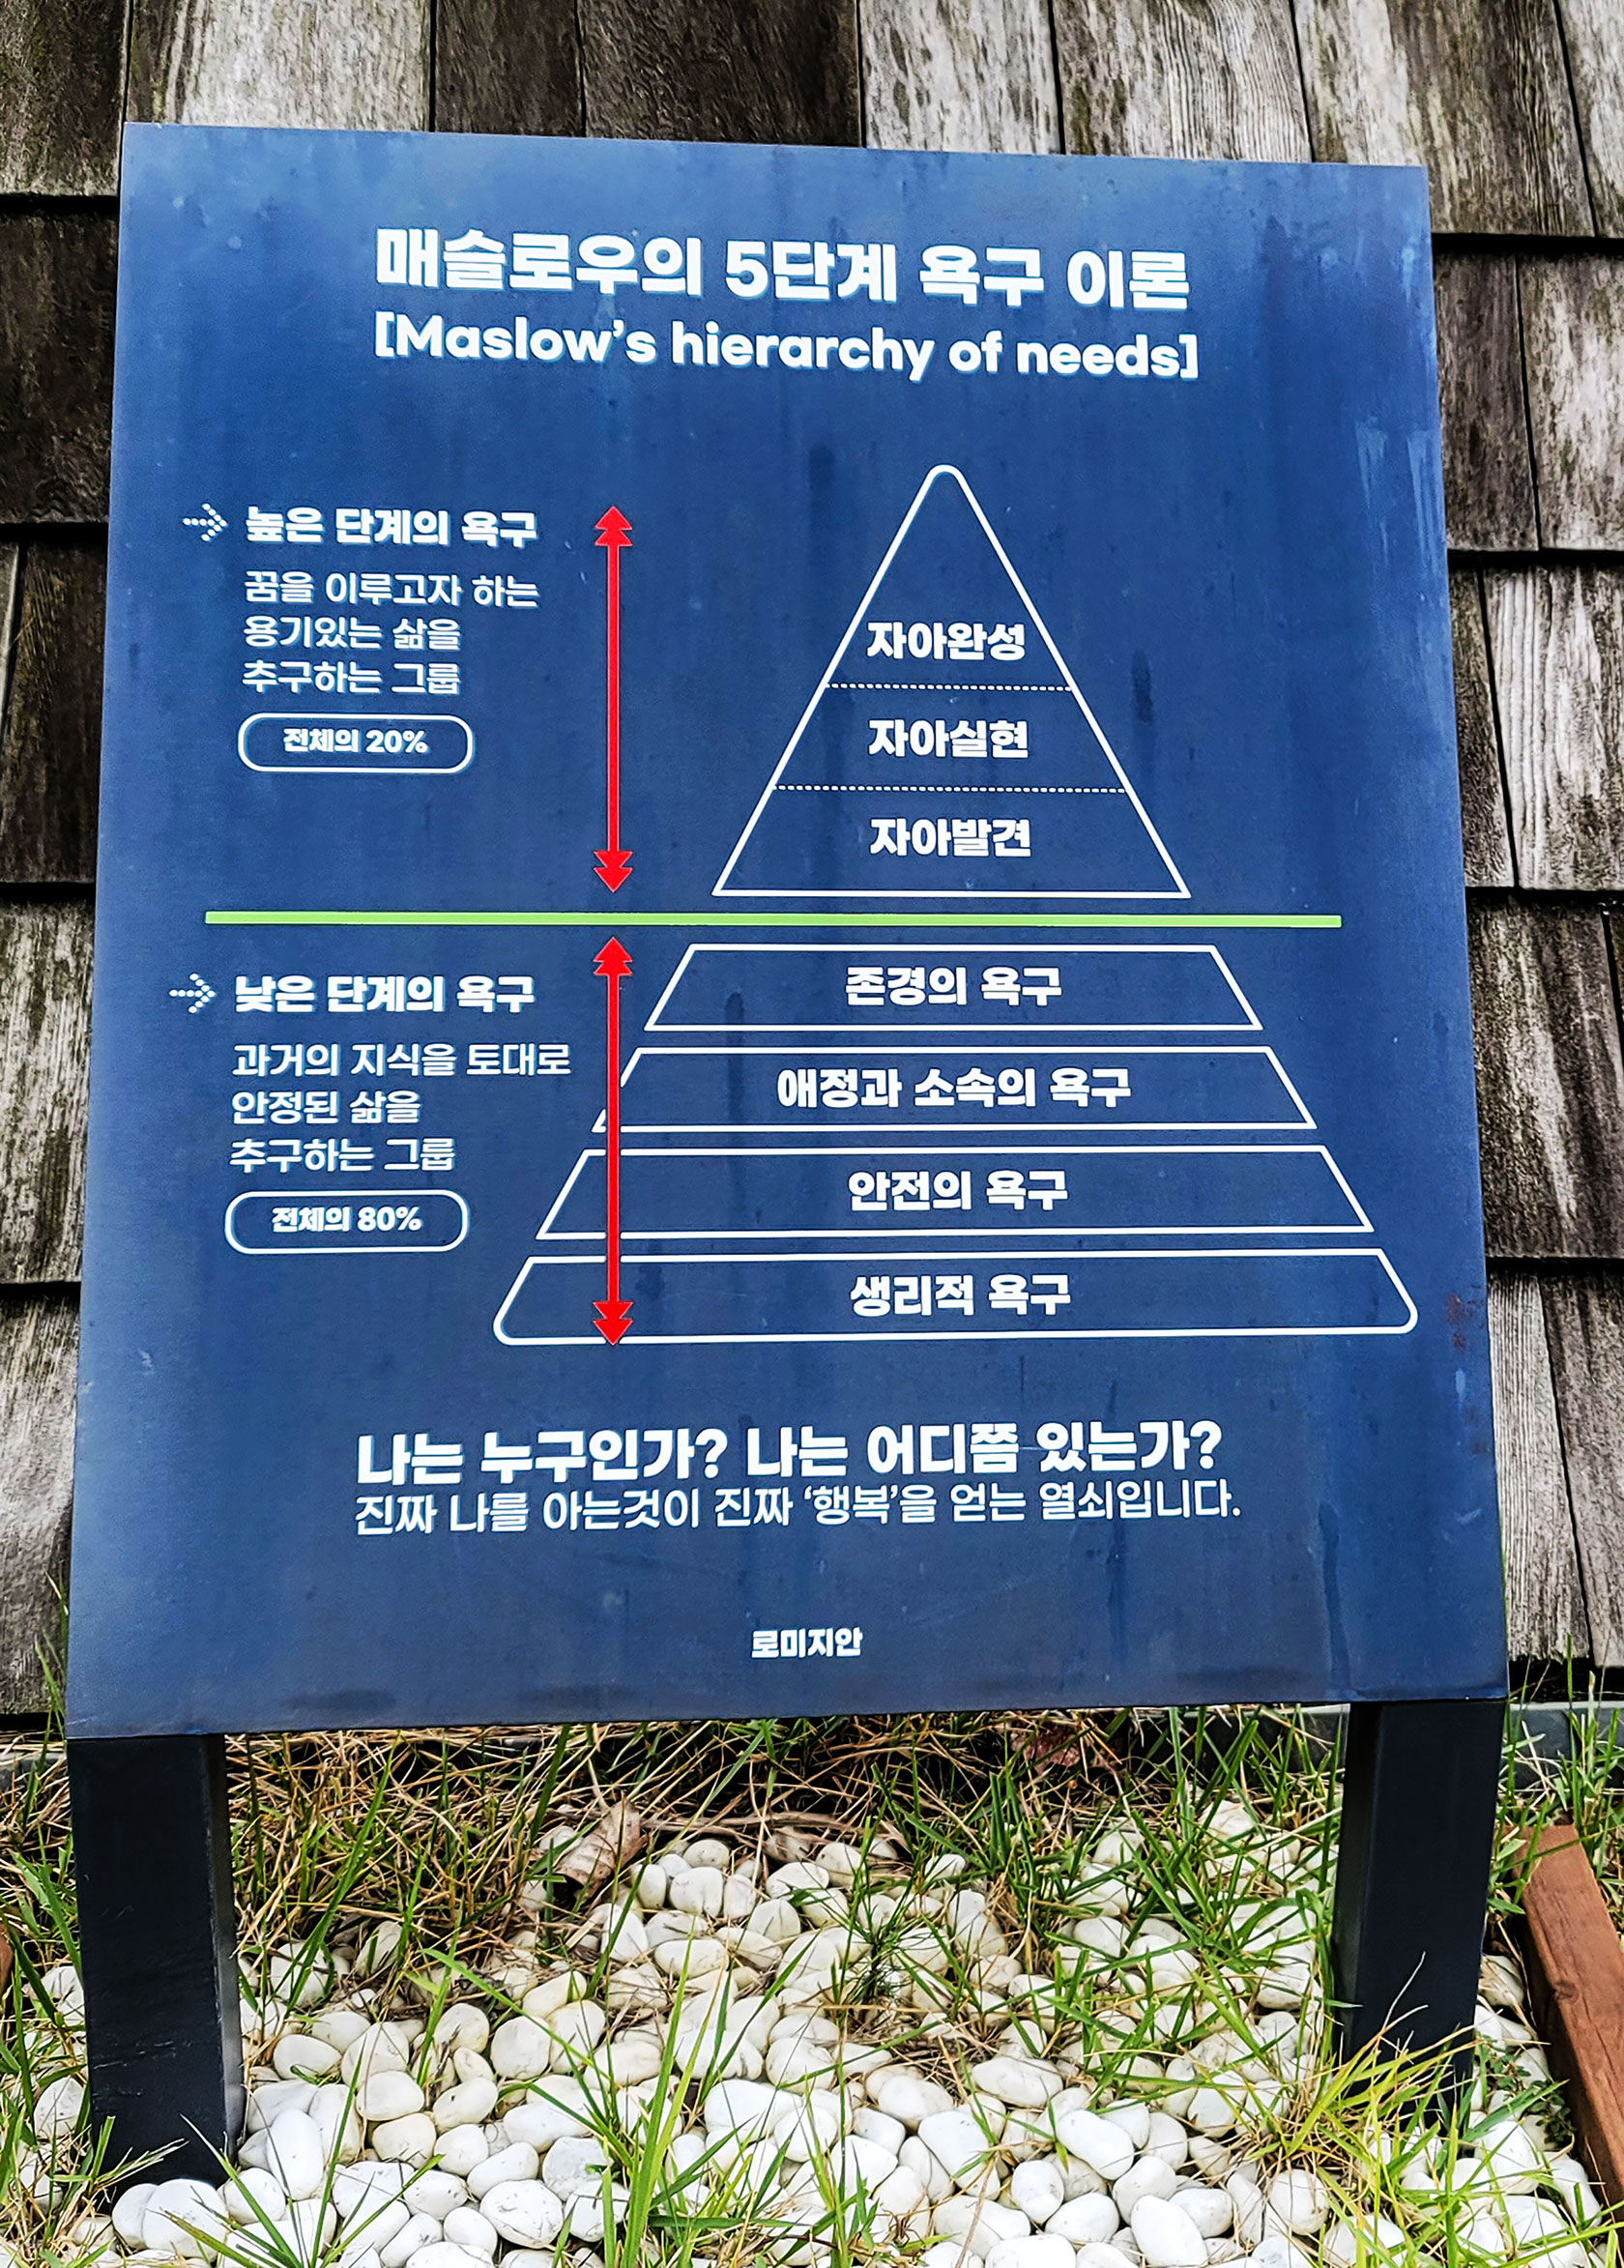 매슬로우의 5단계 욕구 이론
[Maslow's hierarchy of needs]
높은 단계의 욕구
꿈을 이루고자 하는
용기있는 삶을
추구하는 그룹
전체의 20%
자아완성
자아실현
자아발견
낮은 단계의 욕구
과거의 지식을 토대로
안정된 삶을
추구하는 그룹
전체의 80%
존경의 욕구
애정과 소속의 욕구
안전의 욕구
생리적 욕구
나는 누구인가? 나는 어디쯤 있는가?
진짜 나를 아는것이 진짜 ‘행복’을 얻는 열쇠입니다.
로미지안